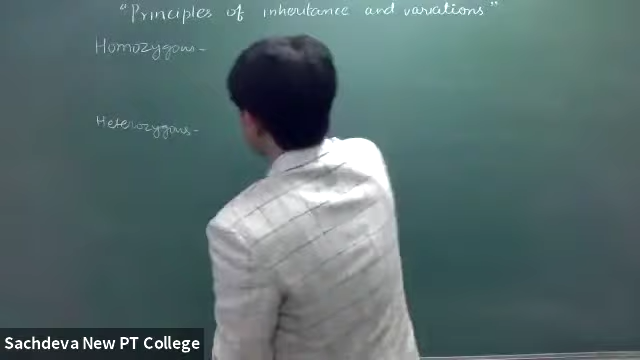 "Principles of inheritance and variations"
Homozygous-
Heterozygous-
Sachdeva New PT College